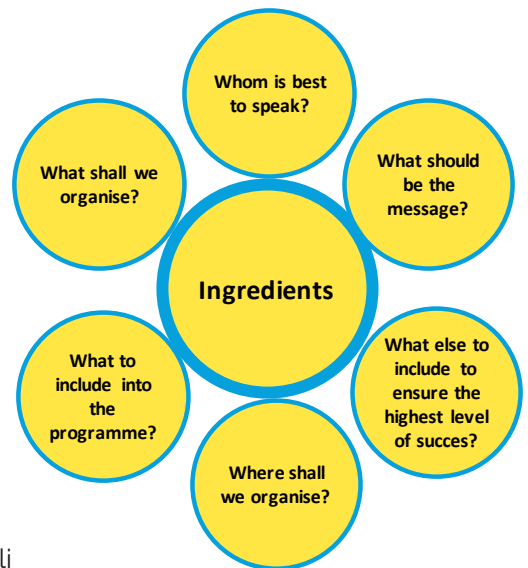 Whom is best
to speak?
What should
be the
message?
What else to
include to
ensure the
highest level
of succes?
Where shall
we organise?
What to
include into
the
programme?
What shall we
organise?
Ingredients
li